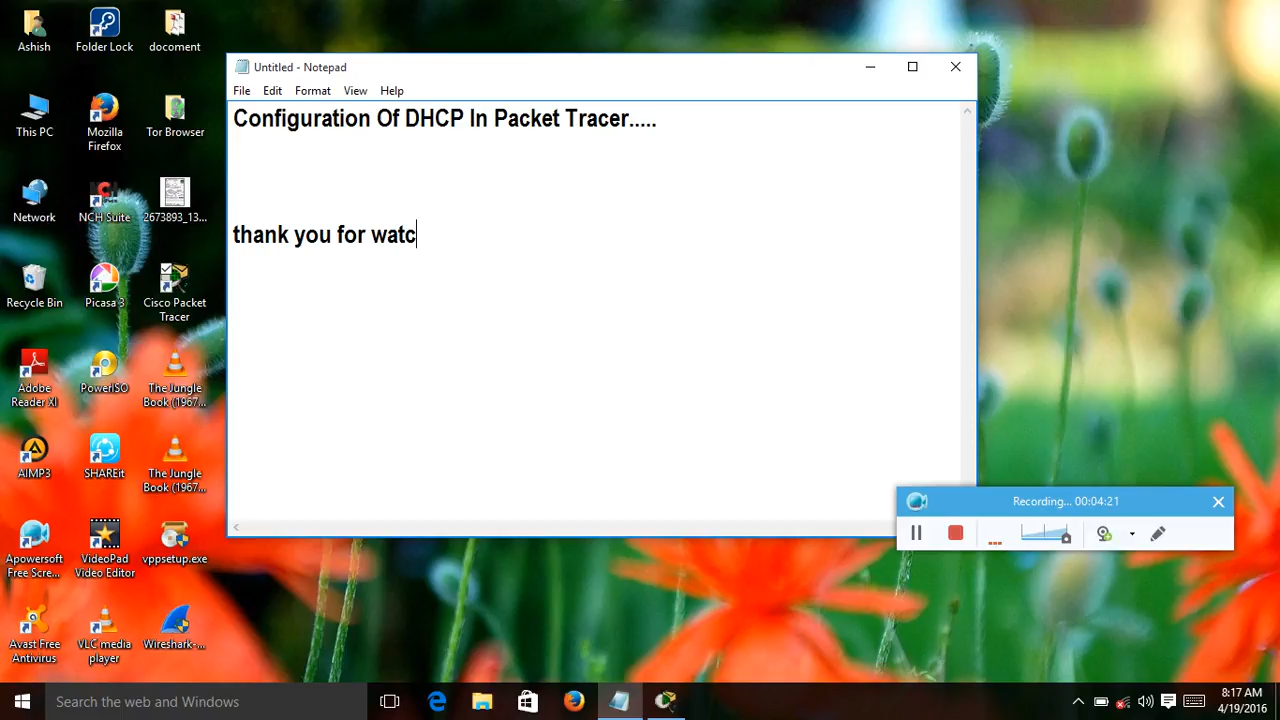 Ashish
Folder Lock
docoment
This PC
Mozilla
Firefox
Tor Browser
Network
NCH Suite
2673893_13...
Recycle Bin
Picasa 3
Cisco Packet
Tracer
Adobe
Reader XI
PowerISO
The Jungle
Book (1967...
AIMP3
SHAREit
The Jungle
Book (1967...
Apowersoft
Free Scre...
VideoPad
Video Editor
vppsetup.exe
Avast Free
Antivirus
VLC media
player
Wireshark-...
Untitled - Notepad
File Edit Format View Help
Configuration Of DHCP In Packet Tracer.....
thank you for watc
Recording... 00:04:21
Search the web and Windows
8:17 AM
4/19/2016